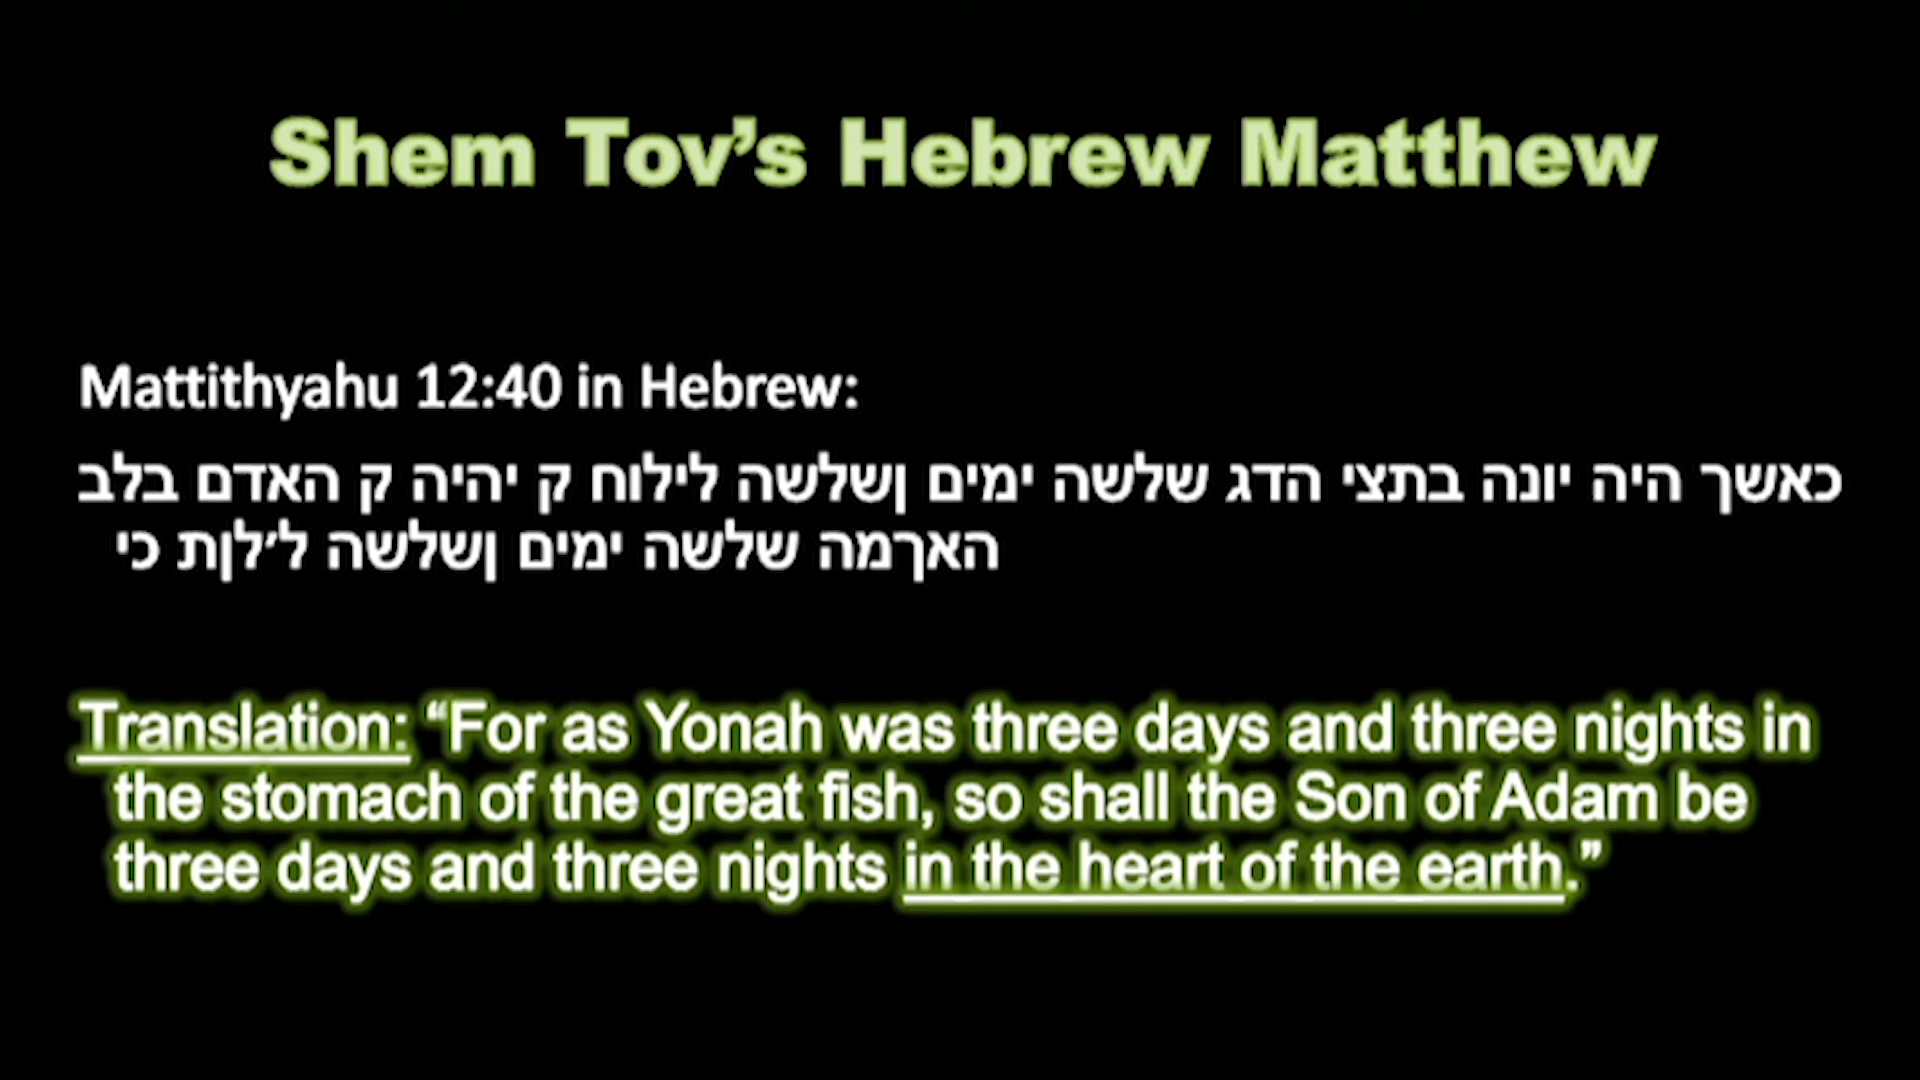 Shem Tov’s Hebrew Matthew
Mattithyahu 12:40 in Hebrew:
כאשך היה יונה בתצי הדג שלשה ימים ןשלשה לילוח ק יהיה ק האדם בלב
האךמה שלשה ימים ןשלשה ל׳לןת כי
Translation: “For as Yonah was three days and three nights in
the stomach of the great fish, so shall the Son of Adam be
three days and three nights in the heart of the earth.”